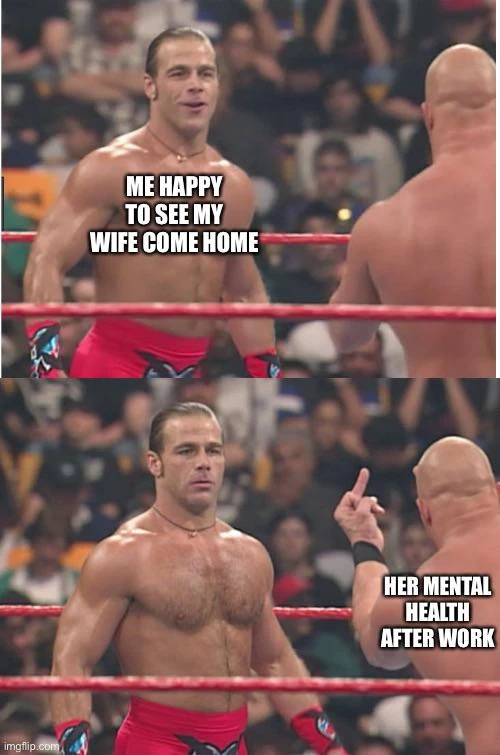 ME HAPPY
TO SEE MY
WIFE COME HOME
HER MENTAL
HEALTH
AFTER WORK
imgflip.com